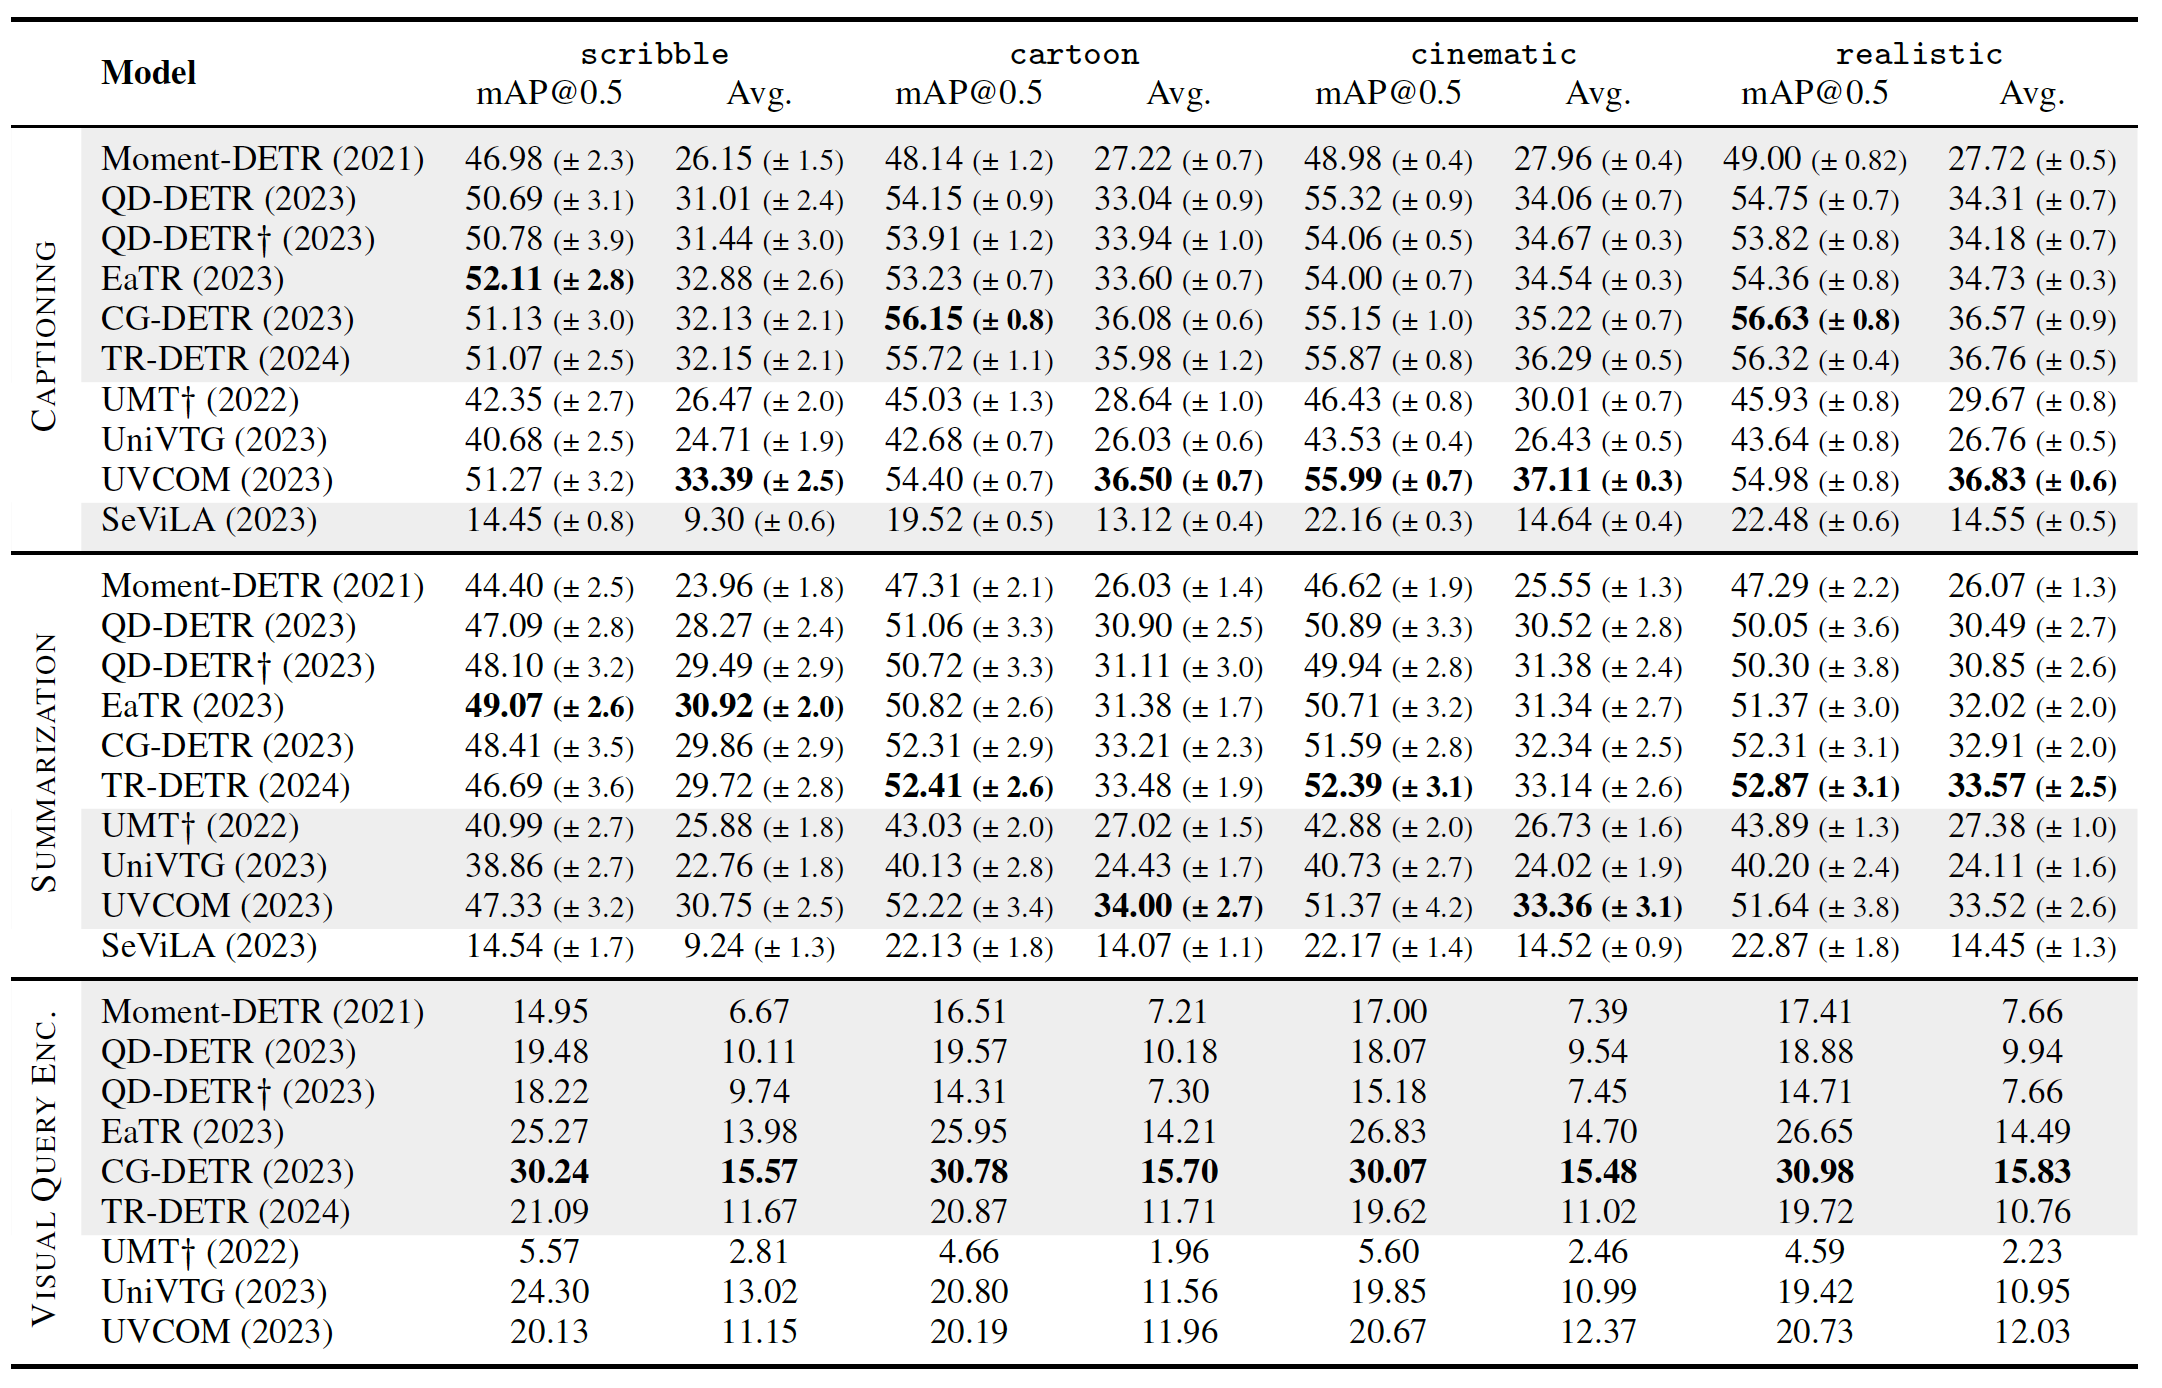 Model scribble cartoon cinematic realistic
mAP@0.5 Avg. mAP@0.5 Avg. mAP@0.5 Avg. mAP@0.5 Avg.
CAPTIONING
Moment-DETR (2021) 46.98 (± 2.3) 26.15 (± 1.5) 48.14 (± 1.2) 27.22 (± 0.7) 48.98 (± 0.4) 27.96 (± 0.4) 49.00 (± 0.82) 27.72 (± 0.5)
QD-DETR (2023) 50.69 (± 3.1) 31.01 (± 2.4) 54.15 (± 0.9) 33.04 (± 0.9) 55.32 (± 0.9) 34.06 (± 0.7) 54.75 (± 0.7) 34.31 (± 0.7)
QD-DETR† (2023) 50.78 (± 3.9) 31.44 (± 3.0) 53.91 (± 1.2) 33.94 (± 1.0) 54.06 (± 0.5) 34.67 (± 0.3) 53.82 (± 0.8) 34.18 (± 0.7)
EaTR (2023) 52.11 (± 2.8) 32.88 (± 2.6) 53.23 (± 0.7) 33.60 (± 0.7) 54.00 (± 0.7) 34.54 (± 0.3) 54.36 (± 0.8) 34.73 (± 0.3)
CG-DETR (2023) 51.13 (± 3.0) 32.13 (± 2.1) 56.15 (± 0.8) 36.08 (± 0.6) 55.15 (± 1.0) 35.22 (± 0.7) 56.63 (± 0.8) 36.57 (± 0.9)
TR-DETR (2024) 51.07 (± 2.5) 32.15 (± 2.1) 55.72 (± 1.1) 35.98 (± 1.2) 55.87 (± 0.8) 36.29 (± 0.5) 56.32 (± 0.4) 36.76 (± 0.5)
UMT† (2022) 42.35 (± 2.7) 26.47 (± 2.0) 45.03 (± 1.3) 28.64 (± 1.0) 46.43 (± 0.8) 30.01 (± 0.7) 45.93 (± 0.8) 29.67 (± 0.8)
UniVTG (2023) 40.68 (± 2.5) 24.71 (± 1.9) 42.68 (± 0.7) 26.03 (± 0.6) 43.53 (± 0.4) 26.43 (± 0.5) 43.64 (± 0.8) 26.76 (± 0.5)
UVCOM (2023) 51.27 (± 3.2) 33.39 (± 2.5) 54.40 (± 0.7) 36.50 (± 0.7) 55.99 (± 0.7) 37.11 (± 0.3) 54.98 (± 0.8) 36.83 (± 0.6)
SeViLA (2023) 14.45 (± 0.8) 9.30 (± 0.6) 19.52 (± 0.5) 13.12 (± 0.4) 22.16 (± 0.3) 14.64 (± 0.4) 22.48 (± 0.6) 14.55 (± 0.5)
SUMMARIZATION
Moment-DETR (2021) 44.40 (± 2.5) 23.96 (± 1.8) 47.31 (± 2.1) 26.03 (± 1.4) 46.62 (± 1.9) 25.55 (± 1.3) 47.29 (± 2.2) 26.07 (± 1.3)
QD-DETR (2023) 47.09 (± 2.8) 28.27 (± 2.4) 51.06 (± 3.3) 30.90 (± 2.5) 50.89 (± 3.3) 30.52 (± 2.8) 50.05 (± 3.6) 30.49 (± 2.7)
QD-DETR† (2023) 48.10 (± 3.2) 29.49 (± 2.9) 50.72 (± 3.3) 31.11 (± 3.0) 49.94 (± 2.8) 31.38 (± 2.4) 50.30 (± 3.8) 30.85 (± 2.6)
EaTR (2023) 49.07 (± 2.6) 30.92 (± 2.0) 50.82 (± 2.6) 31.38 (± 1.7) 50.71 (± 3.2) 31.34 (± 2.7) 51.37 (± 3.0) 32.02 (± 2.0)
CG-DETR (2023) 48.41 (± 3.5) 29.86 (± 2.9) 52.31 (± 2.9) 33.21 (± 2.3) 51.59 (± 2.8) 32.34 (± 2.5) 52.31 (± 3.1) 32.91 (± 2.0)
TR-DETR (2024) 46.69 (± 3.6) 29.72 (± 2.8) 52.41 (± 2.6) 33.48 (± 1.9) 52.39 (± 3.1) 33.14 (± 2.6) 52.87 (± 3.1) 33.57 (± 2.5)
UMT† (2022) 40.99 (± 2.7) 25.88 (± 1.8) 43.03 (± 2.0) 27.02 (± 1.5) 42.88 (± 2.0) 26.73 (± 1.6) 43.89 (± 1.3) 27.38 (± 1.0)
UniVTG (2023) 38.86 (± 2.7) 22.76 (± 1.8) 40.13 (± 2.8) 24.43 (± 1.7) 40.73 (± 2.7) 24.02 (± 1.9) 40.20 (± 2.4) 24.11 (± 1.6)
UVCOM (2023) 47.33 (± 3.2) 30.75 (± 2.5) 52.22 (± 3.4) 34.00 (± 2.7) 51.37 (± 4.2) 33.36 (± 3.1) 51.64 (± 3.8) 33.52 (± 2.6)
SeViLA (2023) 14.54 (± 1.7) 9.24 (± 1.3) 22.13 (± 1.8) 14.07 (± 1.1) 22.17 (± 1.4) 14.52 (± 0.9) 22.87 (± 1.8) 14.45 (± 1.3)
VISUAL QUERY ENC.
Moment-DETR (2021) 14.95 6.67 16.51 7.21 17.00 7.39 17.41 7.66
QD-DETR (2023) 19.48 10.11 19.57 10.18 18.07 9.54 18.88 9.94
QD-DETR† (2023) 18.22 9.74 14.31 7.30 15.18 7.45 14.71 7.66
EaTR (2023) 25.27 13.98 25.95 14.21 26.83 14.70 26.65 14.49
CG-DETR (2023) 30.24 15.57 30.78 15.70 30.07 15.48 30.98 15.83
TR-DETR (2024) 21.09 11.67 20.87 11.71 19.62 11.02 19.72 10.76
UMT† (2022) 5.57 2.81 4.66 1.96 5.60 2.46 4.59 2.23
UniVTG (2023) 24.30 13.02 20.80 11.56 19.85 10.99 19.42 10.95
UVCOM (2023) 20.13 11.15 20.19 11.96 20.67 12.37 20.73 12.03